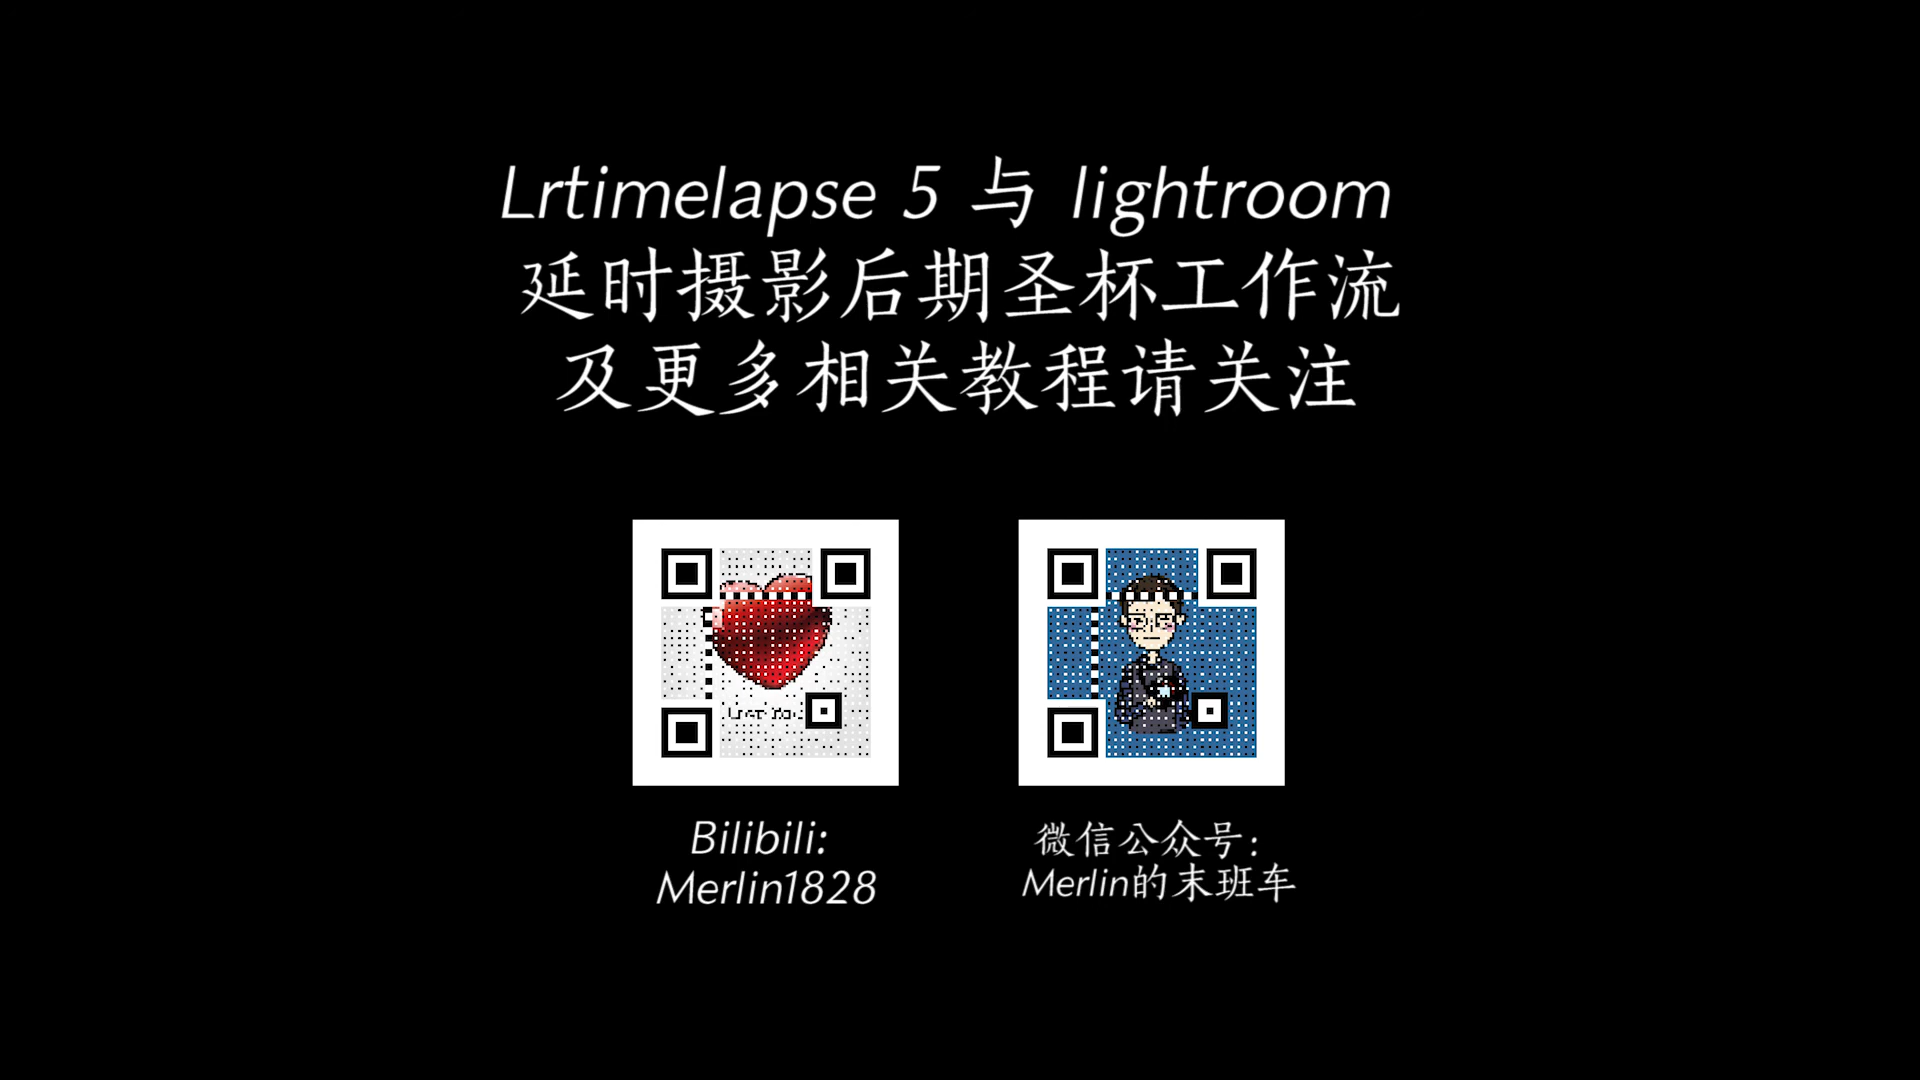 Lrtimelapse 5 与 lightroom
延时摄影后期圣杯工作流
及更多相关教程请关注
Bilibili:
Merlin1828
微信公众号：
Merlin的末班车